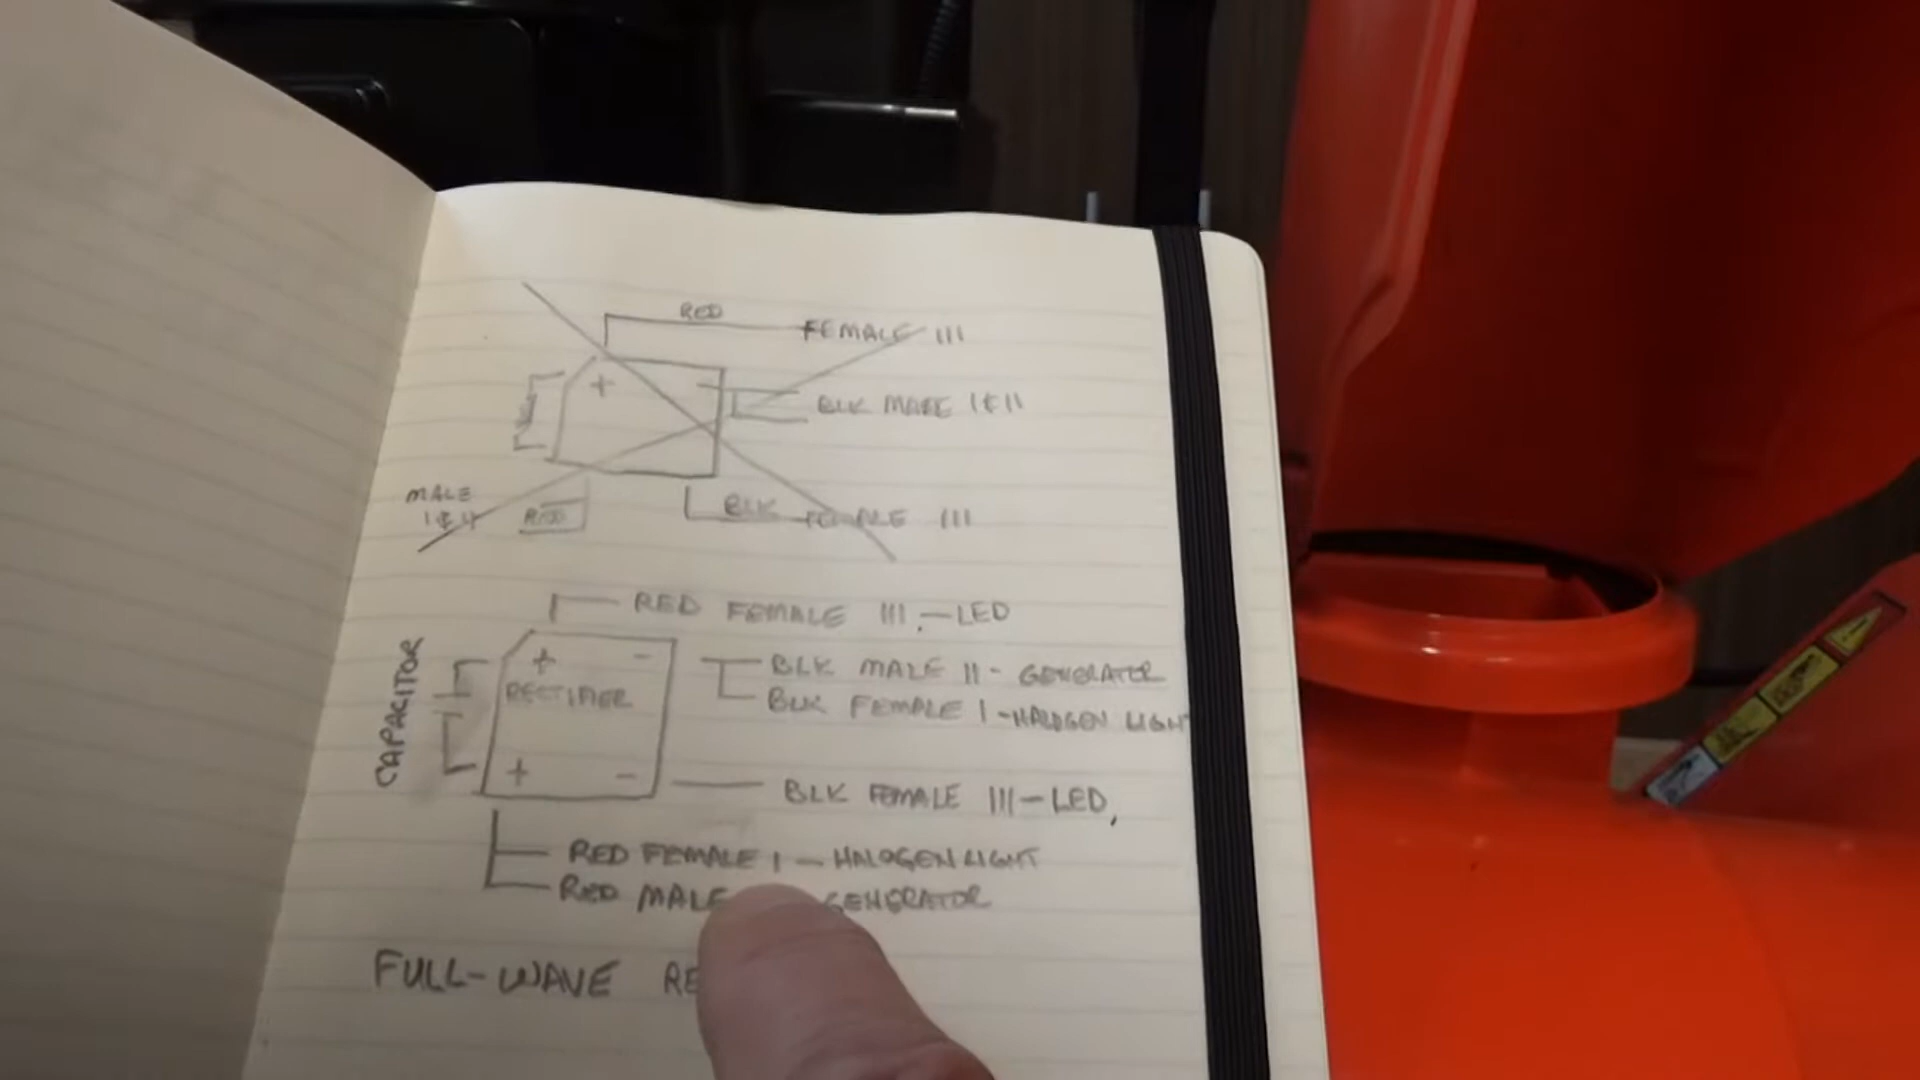 RED FEMALE III
+ -
BLK MALE I & II
MALE
I & II
RED
BLK FEMALE III
RED FEMALE III. — LED
CAPACITOR
+ -
RECTIFIER
+ -
BLK MALE II - GENERATOR
BLK FEMALE I - HALOGEN LIGHT
BLK FEMALE III - LED,
RED FEMALE I - HALOGEN LIGHT
RED MALE GENERATOR
FULL-WAVE RE